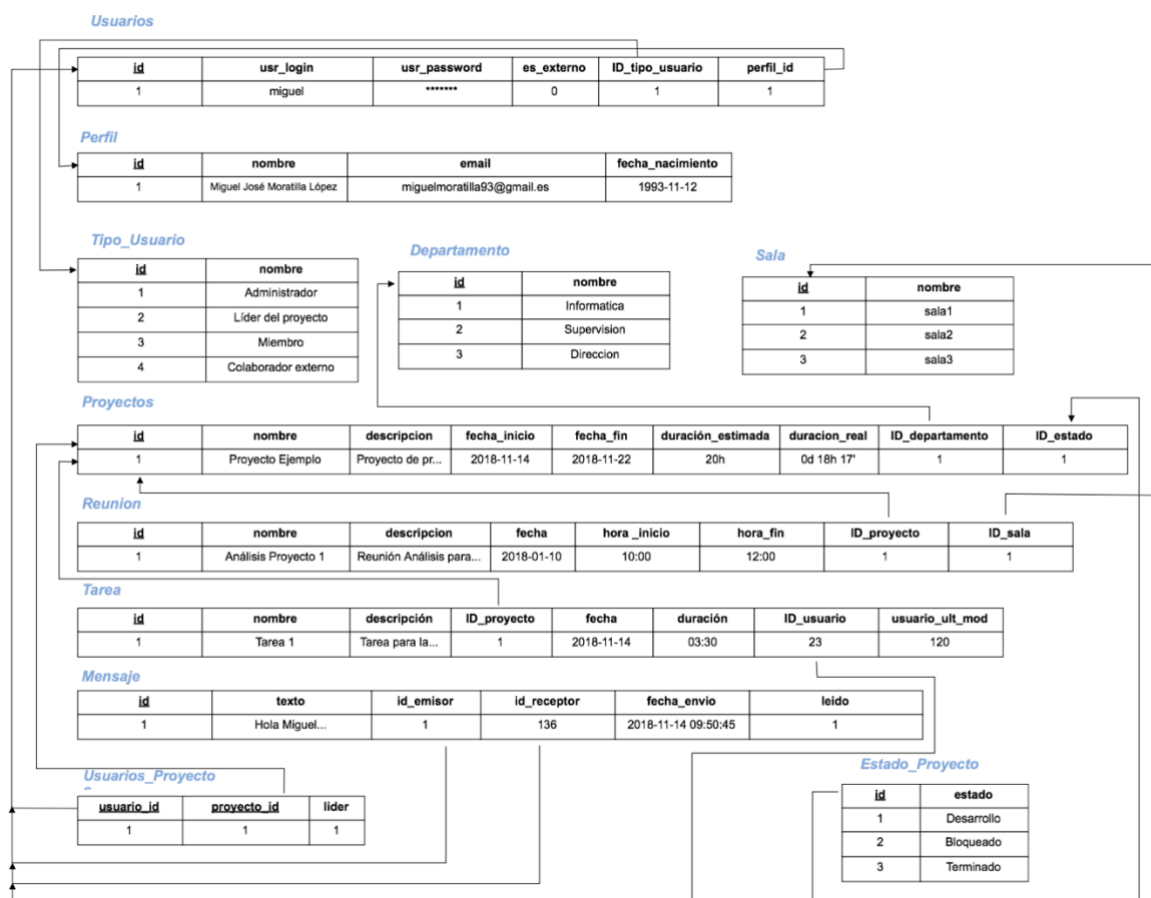 Usuarios
id usr_login usr_password es_externo ID_tipo_usuario perfil_id
1 miguel ******* 0 1 1
Perfil
id nombre email fecha_nacimiento
1 Miguel José Moratilla López miguelmoratilla93@gmail.es 1993-11-12
Tipo_Usuario
id nombre
1 Administrador
2 Líder del proyecto
3 Miembro
4 Colaborador externo
Departamento
id nombre
1 Informatica
2 Supervision
3 Direccion
Sala
id nombre
1 sala1
2 sala2
3 sala3
Proyectos
id nombre descripcion fecha_inicio fecha_fin duración_estimada duracion_real ID_departamento ID_estado
1 Proyecto Ejemplo Proyecto de pr... 2018-11-14 2018-11-22 20h 0d 18h 17' 1 1
Reunion
id nombre descripcion fecha hora _inicio hora_fin ID_proyecto ID_sala
1 Análisis Proyecto 1 Reunión Análisis para... 2018-01-10 10:00 12:00 1 1
Tarea
id nombre descripción ID_proyecto fecha duración ID_usuario usuario_ult_mod
1 Tarea 1 Tarea para la... 1 2018-11-14 03:30 23 120
Mensaje
id texto id_emisor id_receptor fecha_envio leido
1 Hola Miguel... 1 136 2018-11-14 09:50:45 1
Usuarios_Proyecto
usuario_id proyecto_id lider
1 1 1
Estado_Proyecto
id estado
1 Desarrollo
2 Bloqueado
3 Terminado